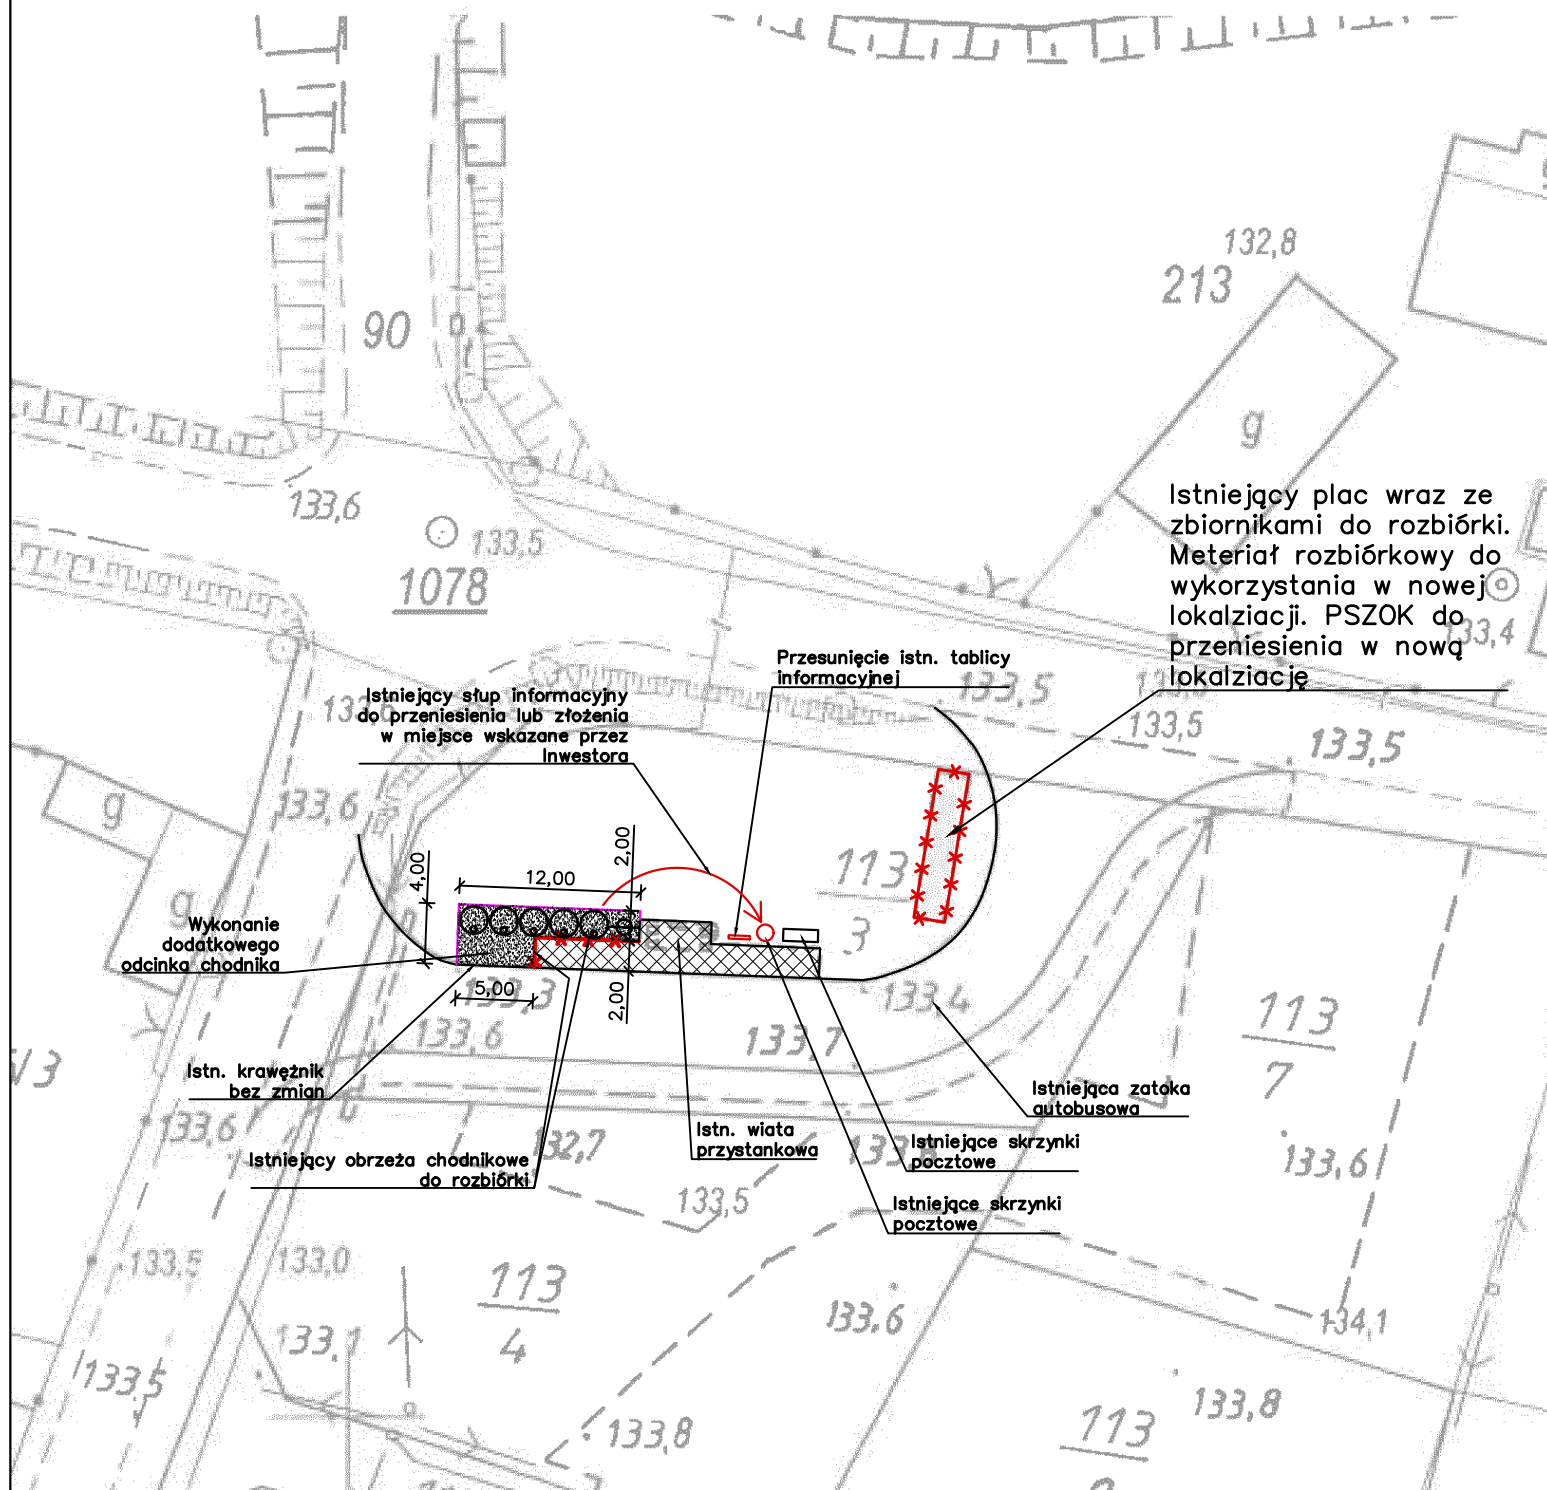 132,8
213
90
g
Istniejący plac wraz ze
zbiornikami do rozbiórki.
Meteriał rozbiórkowy do
wykorzystania w nowej
lokalziacji. PSZOK do
przeniesienia w nową
lokalziację
133,6
133,5
1078
133,4
Przesunięcie istn. tablicy
informacyjnej
Istniejący słup informacyjny
do przeniesienia lub złożenia
w miejsce wskazane przez
Inwestora
133,5
133,5
133,5
g
133,6
2,00
4,00
12,00
113
3
g
Wykonanie
dodatkowego
odcinka chodnika
5,00
133,3
2,00
133,4
113
7
133,6
133,7
Istn. krawężnik
bez zmian
Istniejąca zatoka
autobusowa
133,6
Istn. wiata
przystankowa
Istniejące skrzynki
pocztowe
132,7
Istniejący obrzeża chodnikowe
do rozbiórki
133,6
133,5
Istniejące skrzynki
pocztowe
133,5
133,0
113
4
133,6
134,1
133,1
133,5
133,8
133,8
113